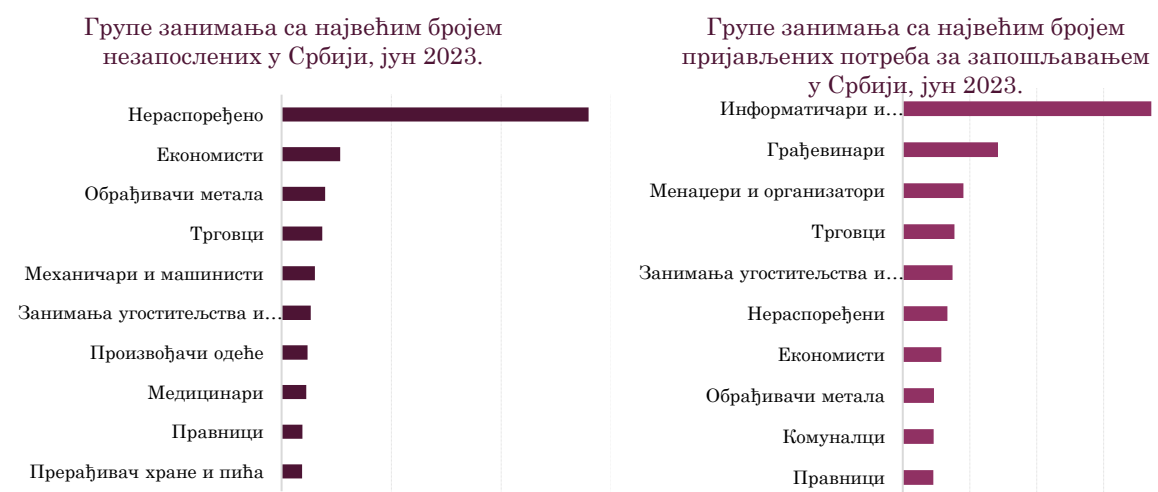 Групе занимања са највећим бројем
незапослених у Србији, јун 2023.
Нераспоређено
Економисти
Обрађивачи метала
Трговци
Механичари и машинисти
Занимања угоститељства и...
Произвођачи одеће
Медицинари
Правници
Прерађивач хране и пића
Групе занимања са највећим бројем
пријављених потреба за запошљавањем
у Србији, јун 2023.
Информатичари и...
Грађевинари
Менаџери и организатори
Трговци
Занимања угоститељства и...
Нераспоређени
Економисти
Обрађивачи метала
Комуналци
Правници